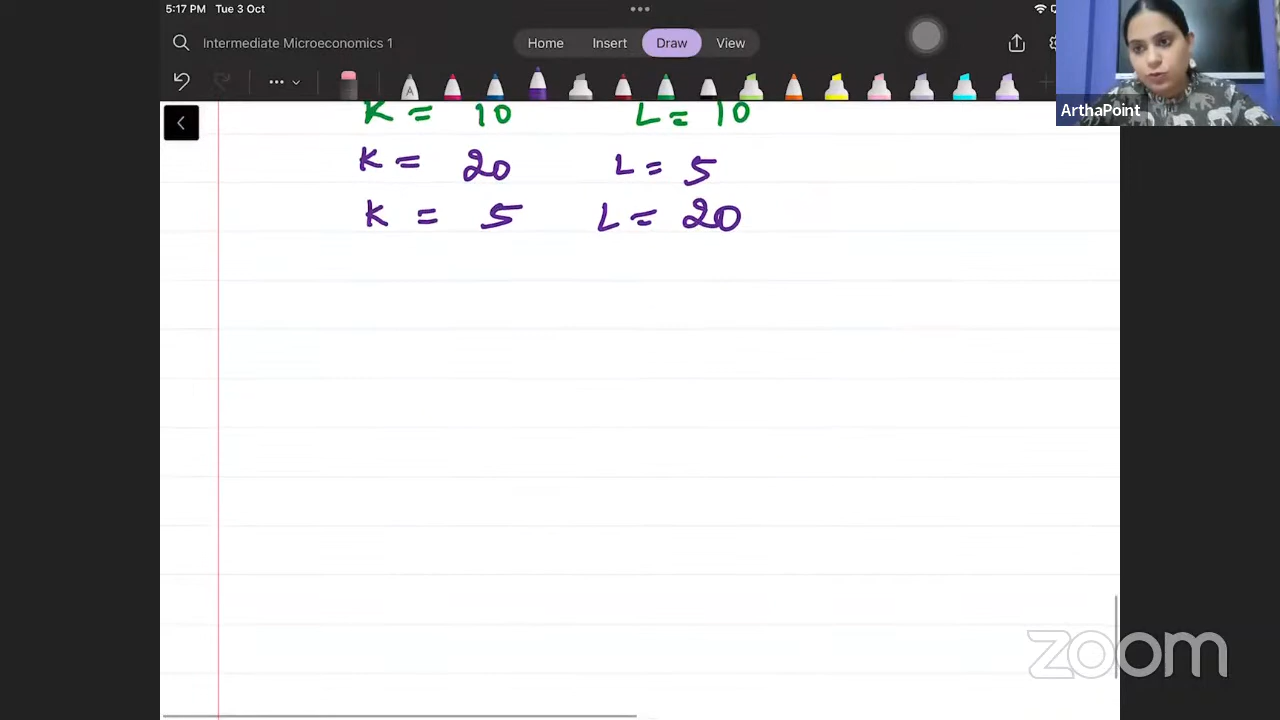 5:17 PM Tue 3 Oct
Intermediate Microeconomics 1 Home Insert Draw View
A
ArthaPoint
K = 10 L = 10
K = 20 L = 5
K = 5 L = 20
zoom